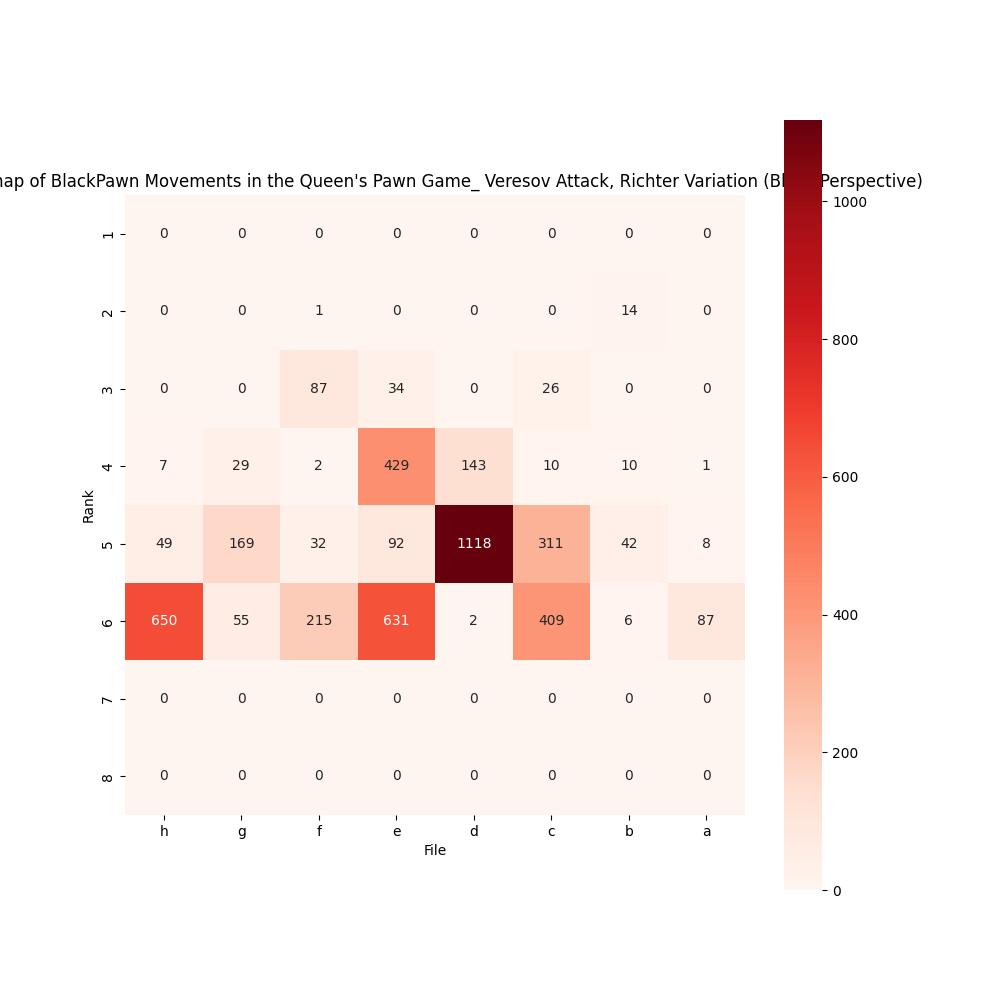 map of BlackPawn Movements in the Queen's Pawn Game_ Veresov Attack, Richter Variation (Bl Perspective)
1 0 0 0 0 0 0 0 0
2 0 0 1 0 0 0 14 0
3 0 0 87 34 0 26 0 0
4 7 29 2 429 143 10 10 1
5 49 169 32 92 1118 311 42 8
6 650 55 215 631 2 409 6 87
7 0 0 0 0 0 0 0 0
8 0 0 0 0 0 0 0 0
h g f e d c b a
File
Rank
1000
800
600
400
200
0